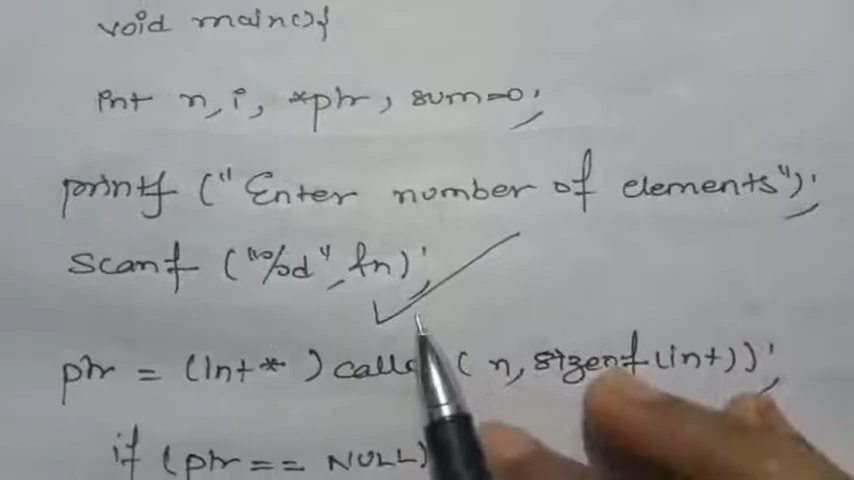 void main(){
int n, i, *ptr, sum=0;
printf ("Enter number of elements");
scanf ("%d", &n);
ptr = (int *) calloc (n, sizeof(int));
if (ptr == NULL)